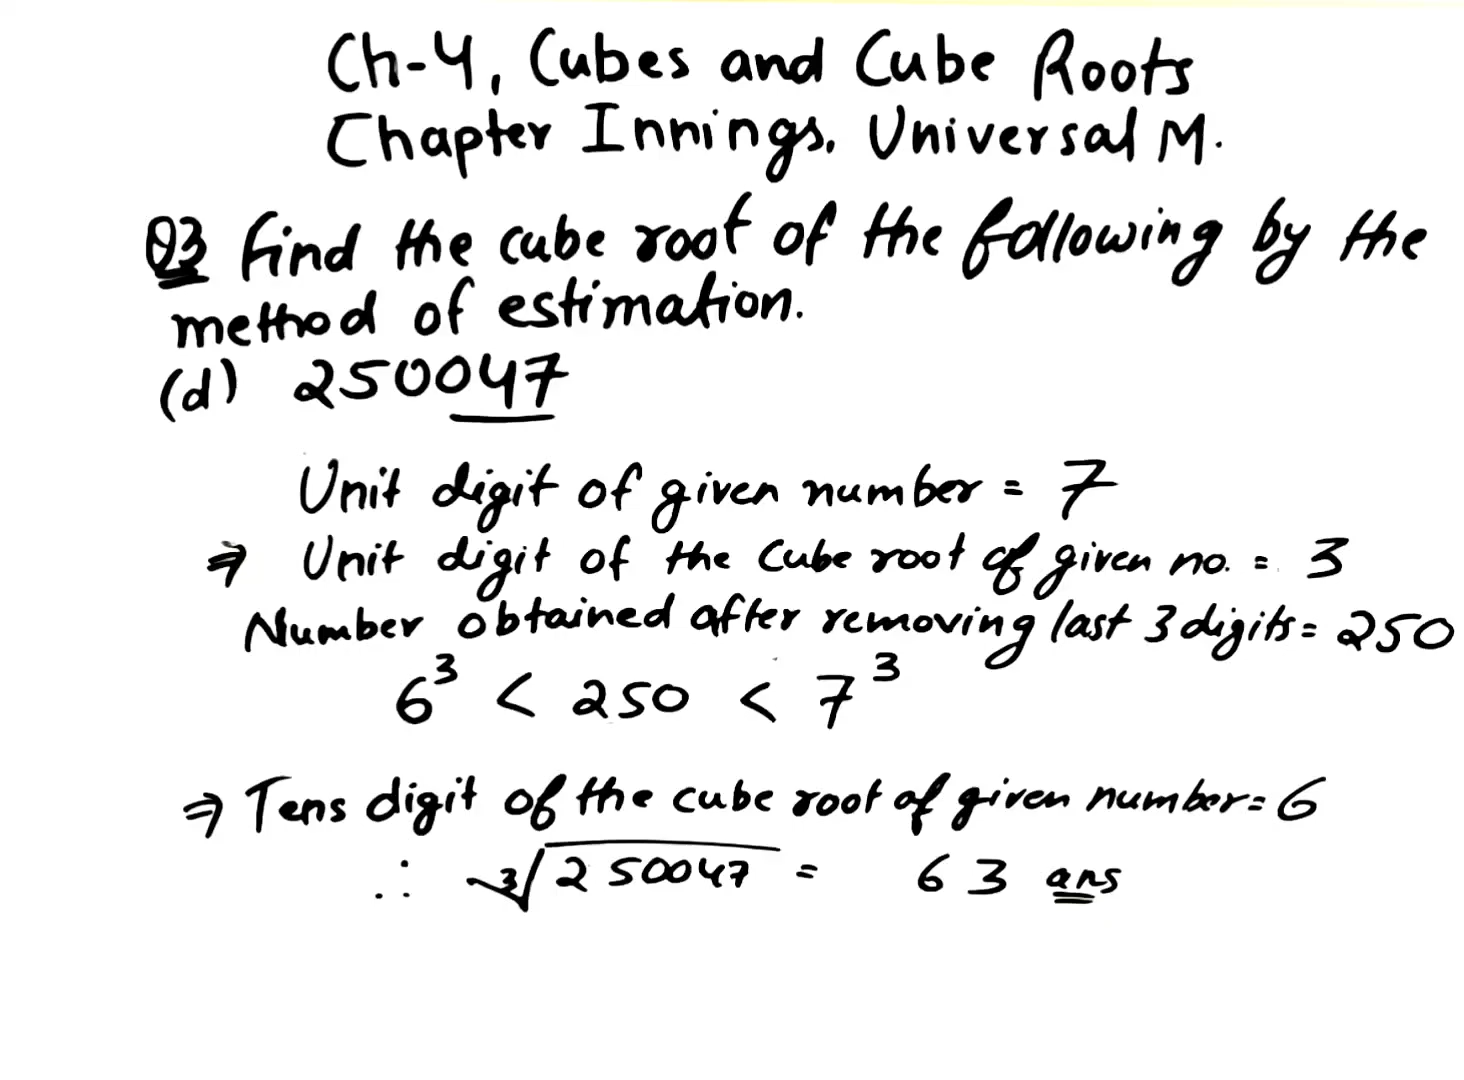 Ch-4, Cubes and Cube Roots
Chapter Innings. Universal M.
Q3 Find the cube root of the following by the
method of estimation.
(d) 250047
Unit digit of given number = 7
⇒ Unit digit of the Cube root of given no. = 3
Number obtained after removing last 3 digits = 250
6³ < 250 < 7³
⇒ Tens digit of the cube root of given number = 6
∴ ∛250047 = 63 ans